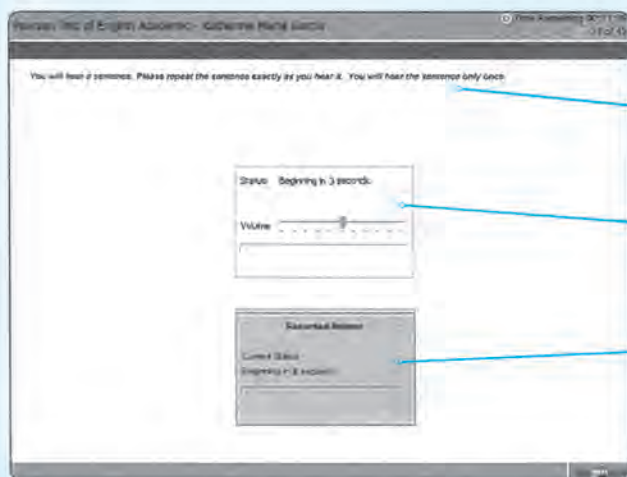 Pearson Test of English Academic - Katherine Maria Garcia
Time Remaining
of
You will hear a sentence. Please repeat the sentence exactly as you hear it. You will hear the sentence only once.
Status: Beginning in 3 seconds.
Volume
Recorded Answer
Current Status:
Beginning in seconds.